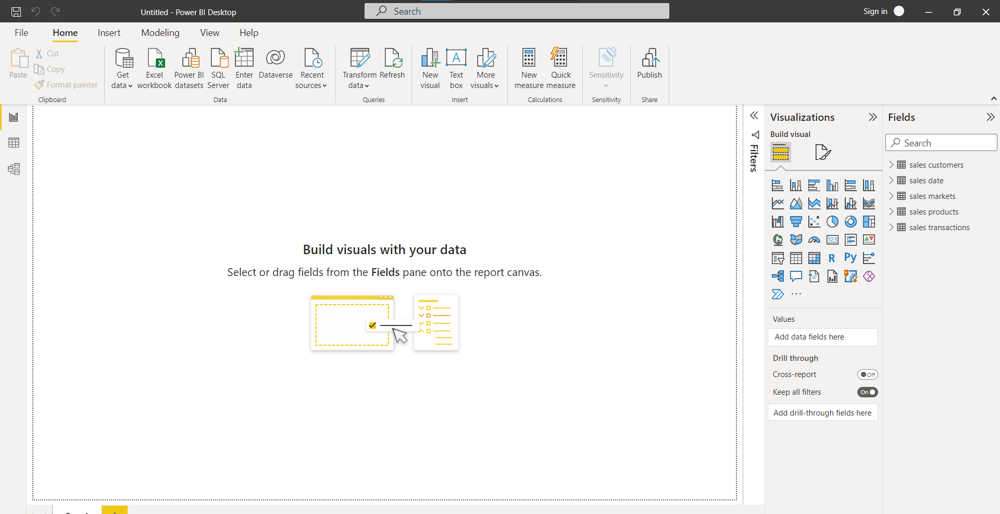 Untitled - Power BI Desktop
Search
Sign in
File Home Insert Modeling View Help
Paste
Cut
Copy
Format painter
Clipboard
Get data
Excel workbook
Power BI datasets
SQL Server
Enter data
Dataverse
Recent sources
Data
Transform data
Refresh
Queries
New visual
A
Text box
More visuals
Insert
New measure
Quick measure
Calculations
Sensitivity
Sensitivity
Publish
Share
Build visuals with your data
Select or drag fields from the Fields pane onto the report canvas.
Filters
Visualizations
Build visual
123
R
Py
Values
Add data fields here
Drill through
Cross-report
Off
Keep all filters
On
Add drill-through fields here
Fields
Search
sales customers
sales date
sales markets
sales products
sales transactions